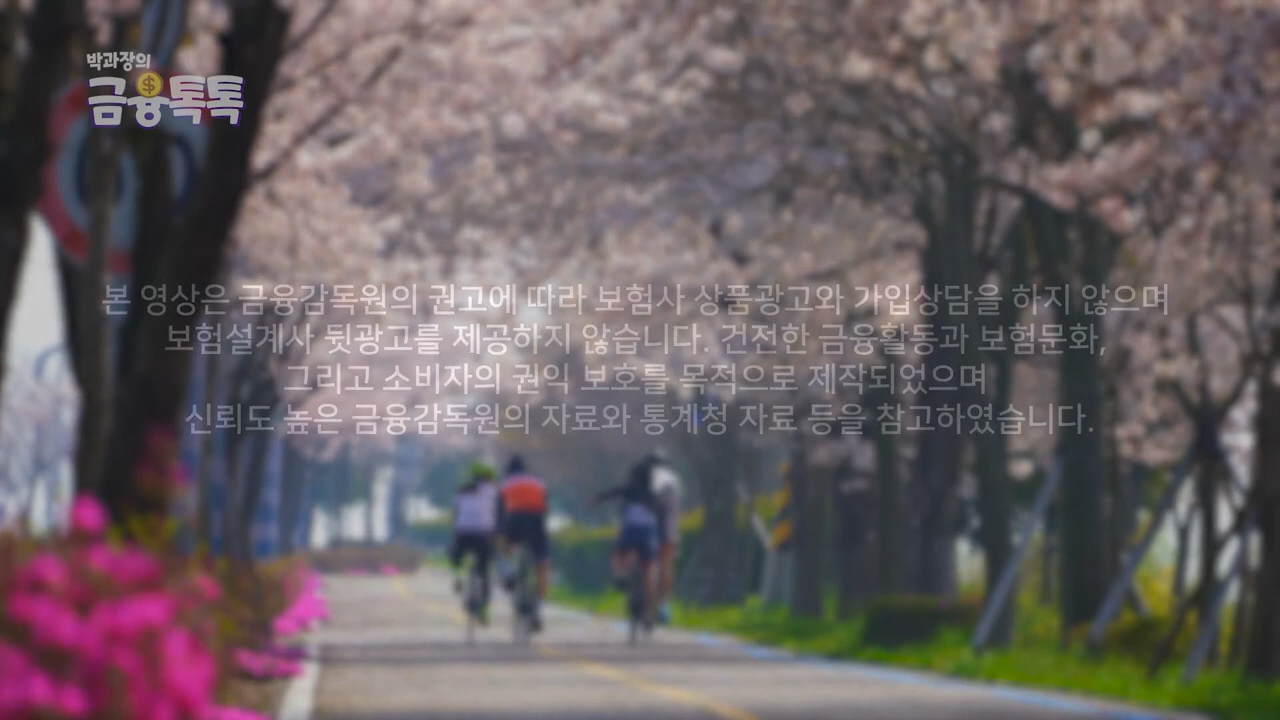 박과장의
금융톡톡
본 영상은 금융감독원의 권고에 따라 보험사 상품광고와 가입상담을 하지 않으며
보험설계사 뒷광고를 제공하지 않습니다. 건전한 금융활동과 보험문화,
그리고 소비자의 권익 보호를 목적으로 제작되었으며
신뢰도 높은 금융감독원의 자료와 통계청 자료 등을 참고하였습니다.